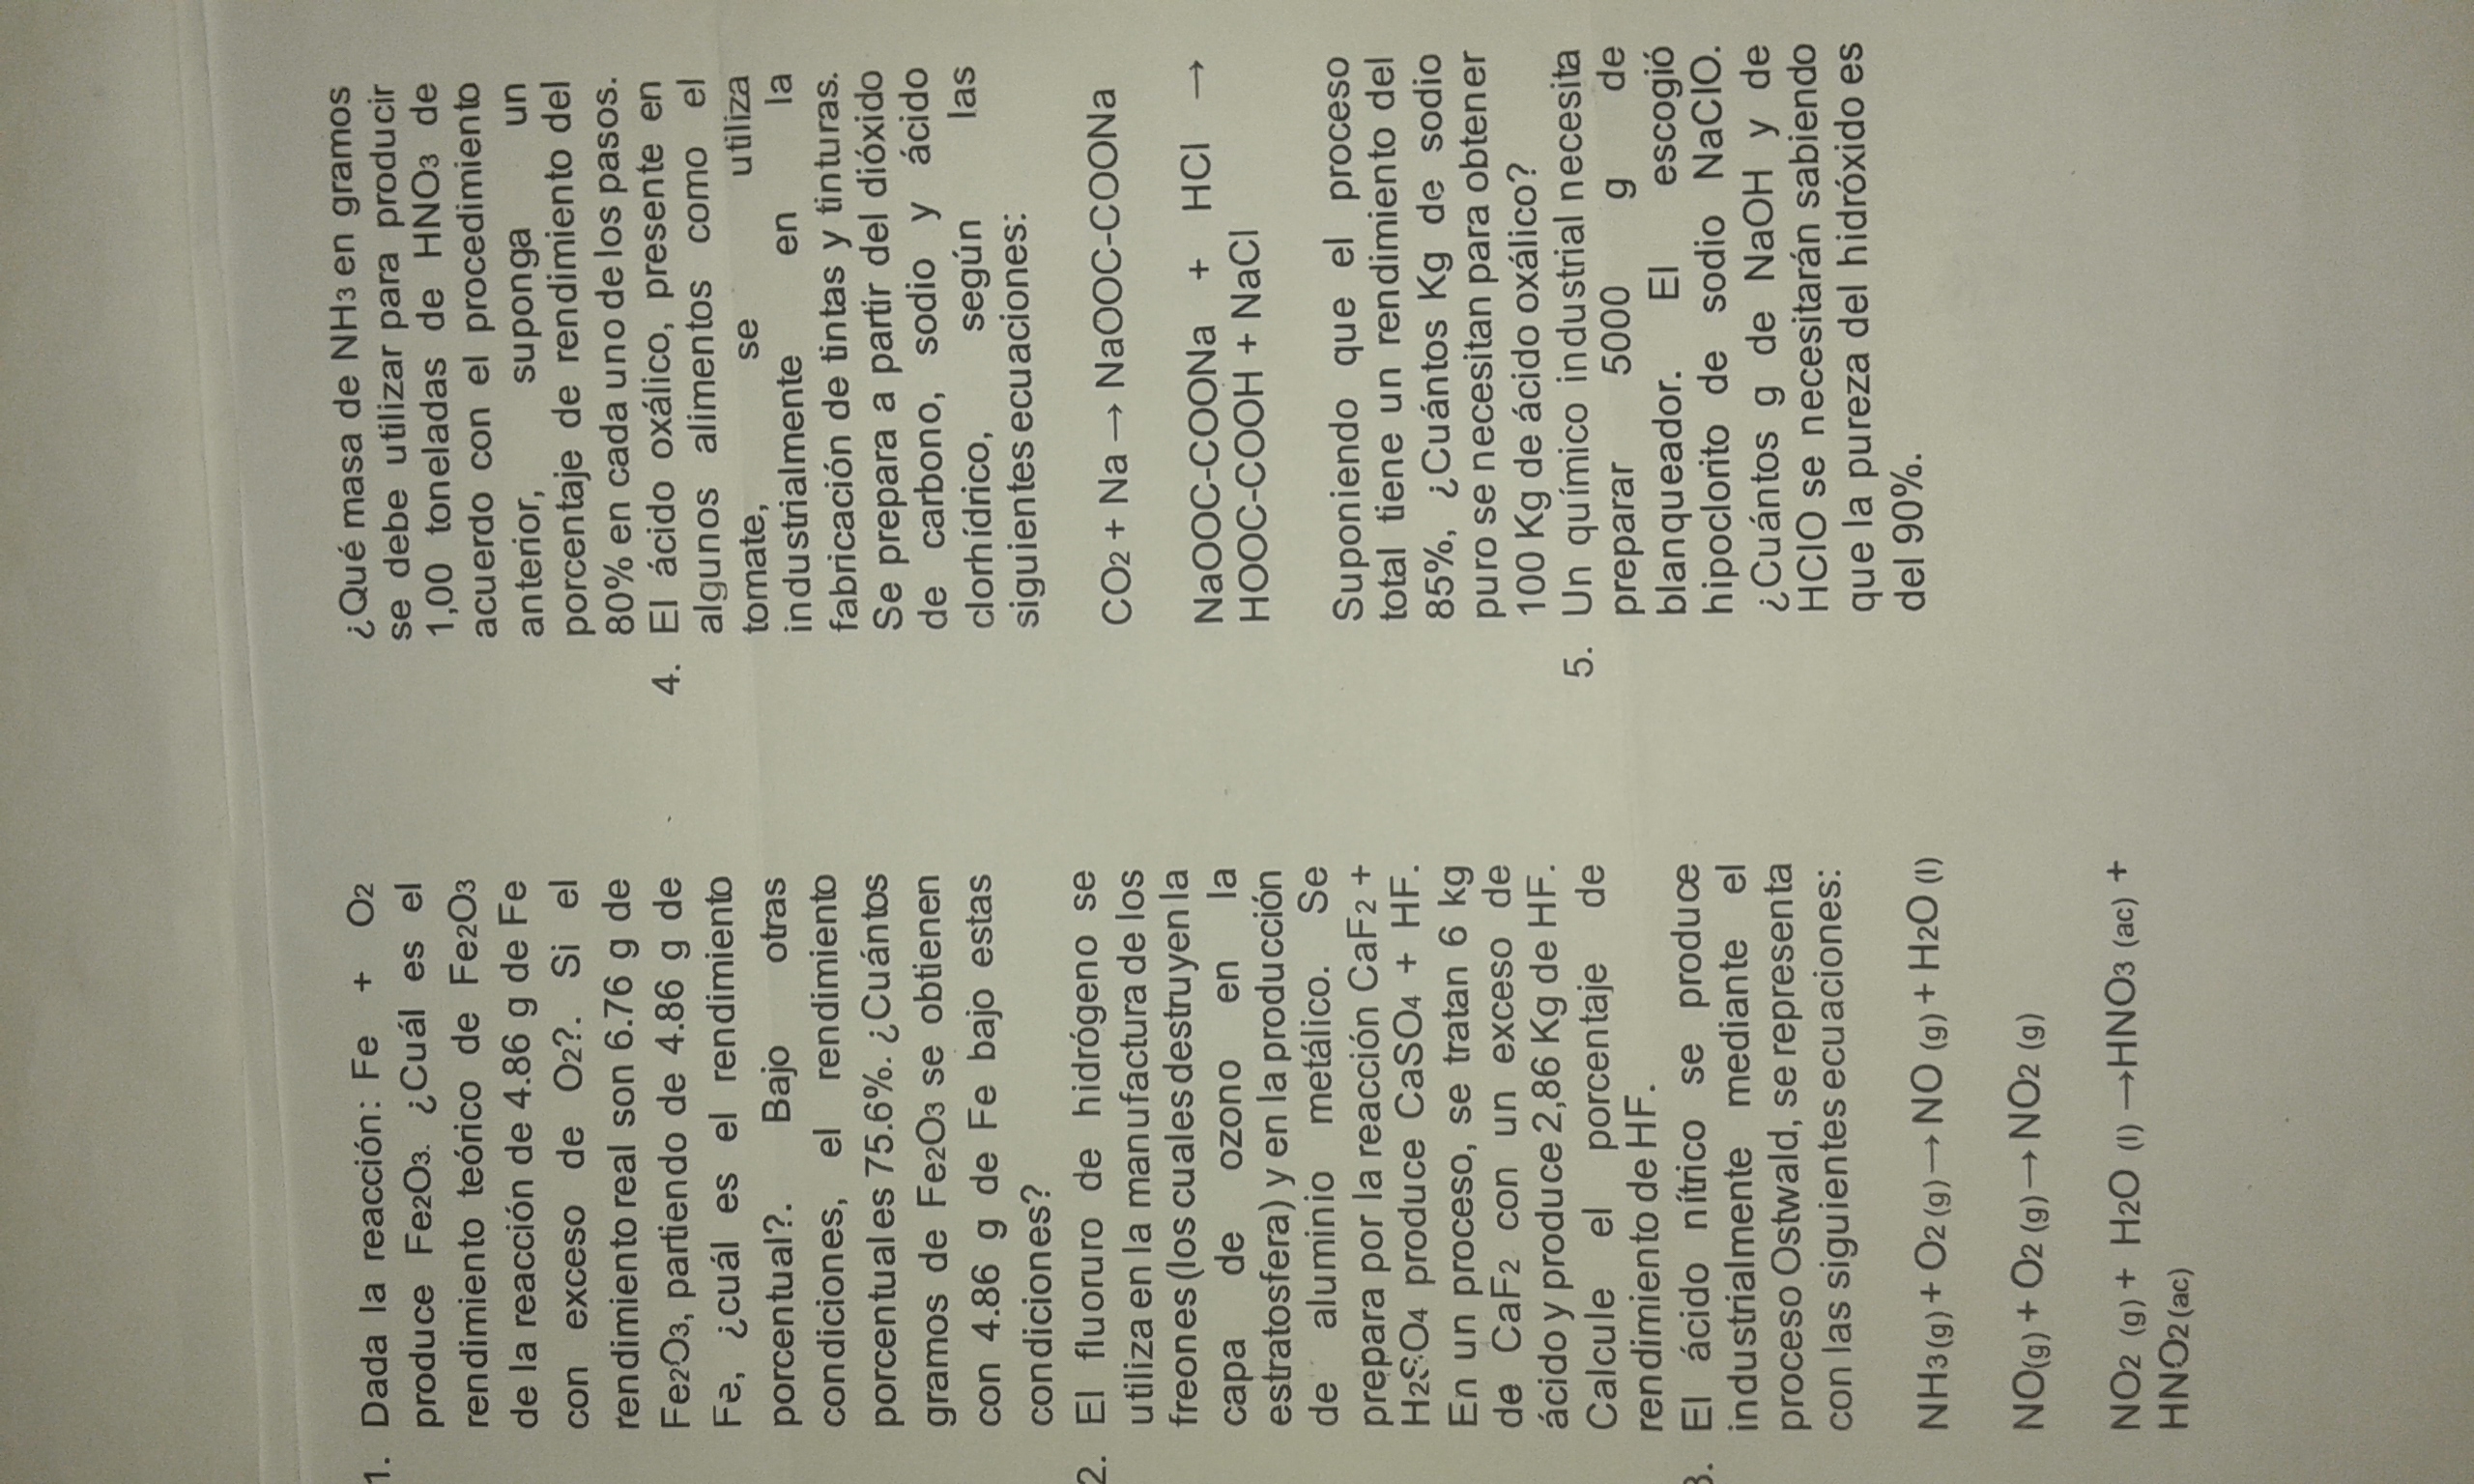 1. Dada la reacción: Fe + O2
produce Fe2O3. ¿Cuál es el
rendimiento teórico de Fe2O3
de la reacción de 4.86 g de Fe
con exceso de O2?. Si el
rendimiento real son 6.76 g de
Fe2O3, partiendo de 4.86 g de
Fe, ¿cuál es el rendimiento
porcentual?. Bajo otras
condiciones, el rendimiento
porcentual es 75.6%. ¿Cuántos
gramos de Fe2O3 se obtienen
con 4.86 g de Fe bajo estas
condiciones?
2. El fluoruro de hidrógeno se
utiliza en la manufactura de los
freones (los cuales destruyen la
capa de ozono en la
estratosfera) y en la producción
de aluminio metálico. Se
prepara por la reacción CaF2 +
H2SO4 produce CaSO4 + HF.
En un proceso, se tratan 6 kg
de CaF2 con un exceso de
ácido y produce 2,86 Kg de HF.
Calcule el porcentaje de
rendimiento de HF.
3. El ácido nítrico se produce
industrialmente mediante el
proceso Ostwald, se representa
con las siguientes ecuaciones:
NH3(g) + O2 (g) → NO (g) + H2O (l)
NO(g) + O2 (g) → NO2 (g)
NO2 (g) + H2O (l) → HNO3 (ac) +
HNO2(ac)
¿Qué masa de NH3 en gramos
se debe utilizar para producir
1,00 toneladas de HNO3 de
acuerdo con el procedimiento
anterior, suponga un
porcentaje de rendimiento del
80% en cada uno de los pasos.
4. El ácido oxálico, presente en
algunos alimentos como el
tomate, se utiliza
industrialmente en la
fabricación de tintas y tinturas.
Se prepara a partir del dióxido
de carbono, sodio y ácido
clorhídrico, según las
siguientes ecuaciones:
CO2 + Na → NaOOC-COONa
NaOOC-COONa + HCl →
HOOC-COOH + NaCl
Suponiendo que el proceso
total tiene un rendimiento del
85%, ¿Cuántos Kg de sodio
puro se necesitan para obtener
100 Kg de ácido oxálico?
5. Un químico industrial necesita
preparar 5000 g de
blanqueador. El escogió
hipoclorito de sodio NaClO.
¿Cuántos g de NaOH y de
HClO se necesitarán sabiendo
que la pureza del hidróxido es
del 90%.